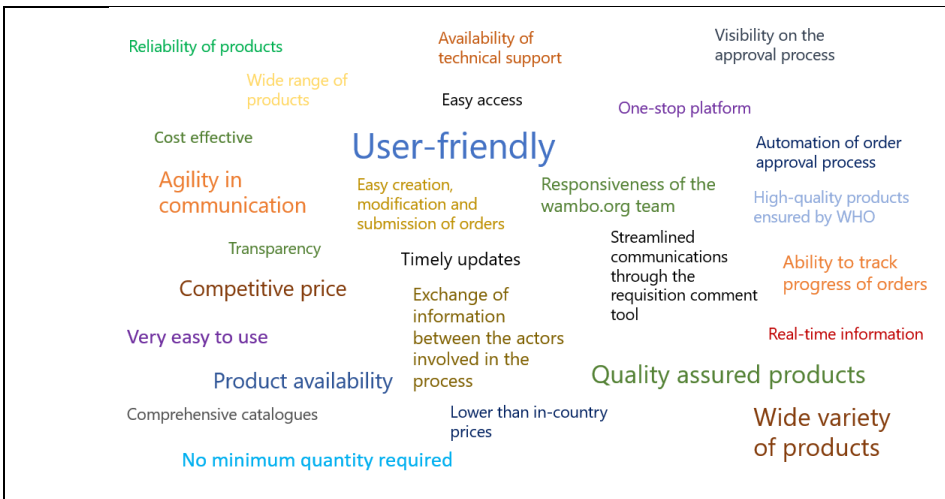 Reliability of products
Availability of
technical support
Visibility on the
approval process
Wide range of
products
Easy access
One-stop platform
Cost effective
User-friendly
Automation of order
approval process
Agility in
communication
Easy creation,
modification and
submission of orders
Responsiveness of the
wambo.org team
High-quality products
ensured by WHO
Transparency
Timely updates
Streamlined
communications
through the
requisition comment
tool
Ability to track
progress of orders
Competitive price
Exchange of
information
between the actors
involved in the
process
Very easy to use
Real-time information
Product availability
Quality assured products
Comprehensive catalogues
Lower than in-country
prices
Wide variety
of products
No minimum quantity required